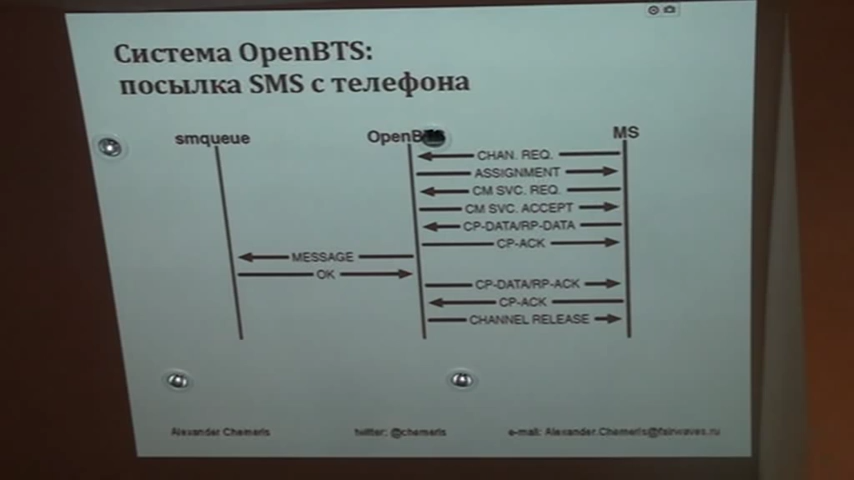 Система OpenBTS:
посылка SMS с телефона
smqueue OpenBTS MS
CHAN. REQ.
ASSIGNMENT
CM SVC. REQ.
CM SVC. ACCEPT
CP-DATA/RP-DATA
CP-ACK
MESSAGE
OK
CP-DATA/RP-ACK
CP-ACK
CHANNEL RELEASE
Alexander Chemeris twitter: @chemeris e-mail: Alexander.Chemeris@fairwaves.ru